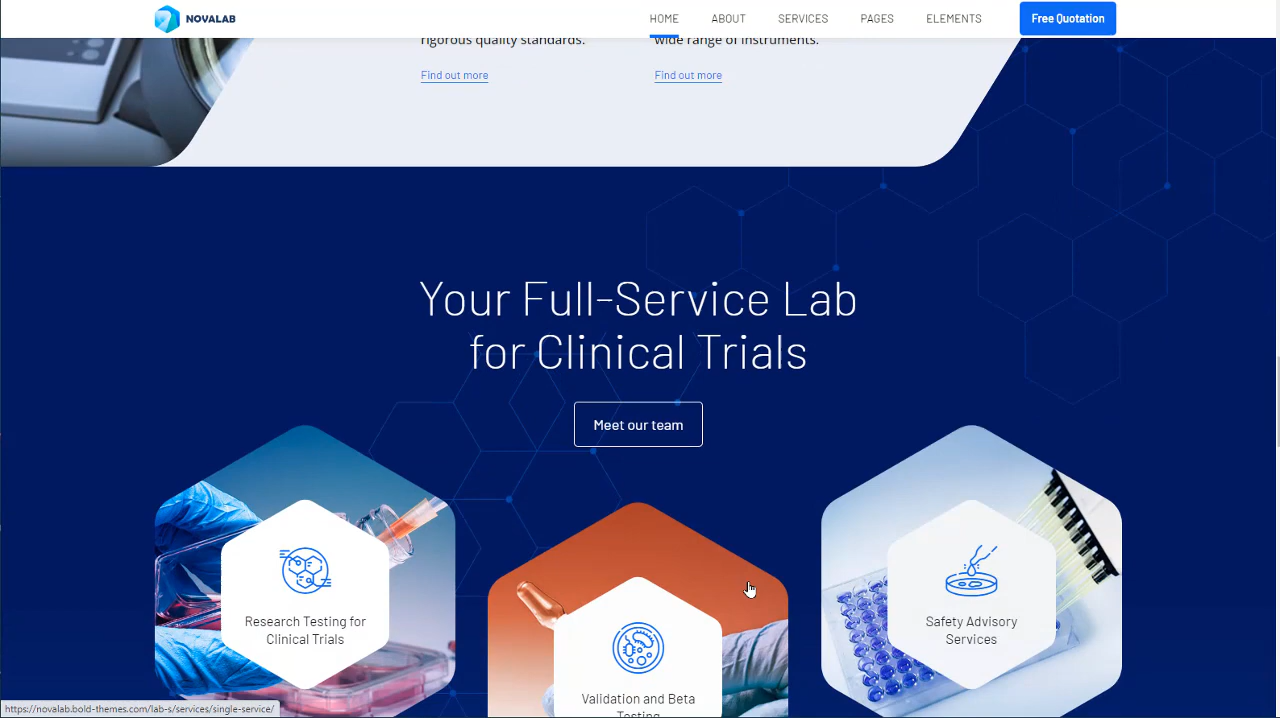 NOVALAB
HOME
ABOUT
SERVICES
PAGES
ELEMENTS
Free Quotation
rigorous quality standards.
wide range of instruments.
Find out more
Find out more
Your Full-Service Lab
for Clinical Trials
Meet our team
Research Testing for
Clinical Trials
Validation and Beta
Testing
Safety Advisory
Services
https://novalab.bold-themes.com/lab-s/services/single-service/